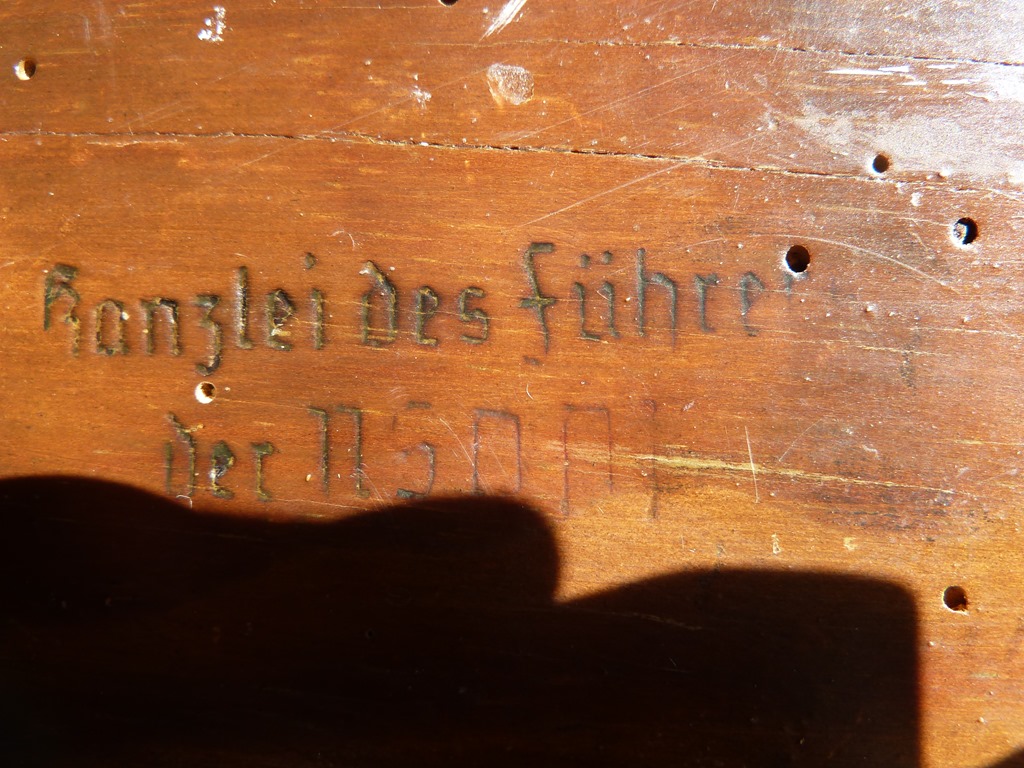 Kanzlei des Führer
der NSDAP